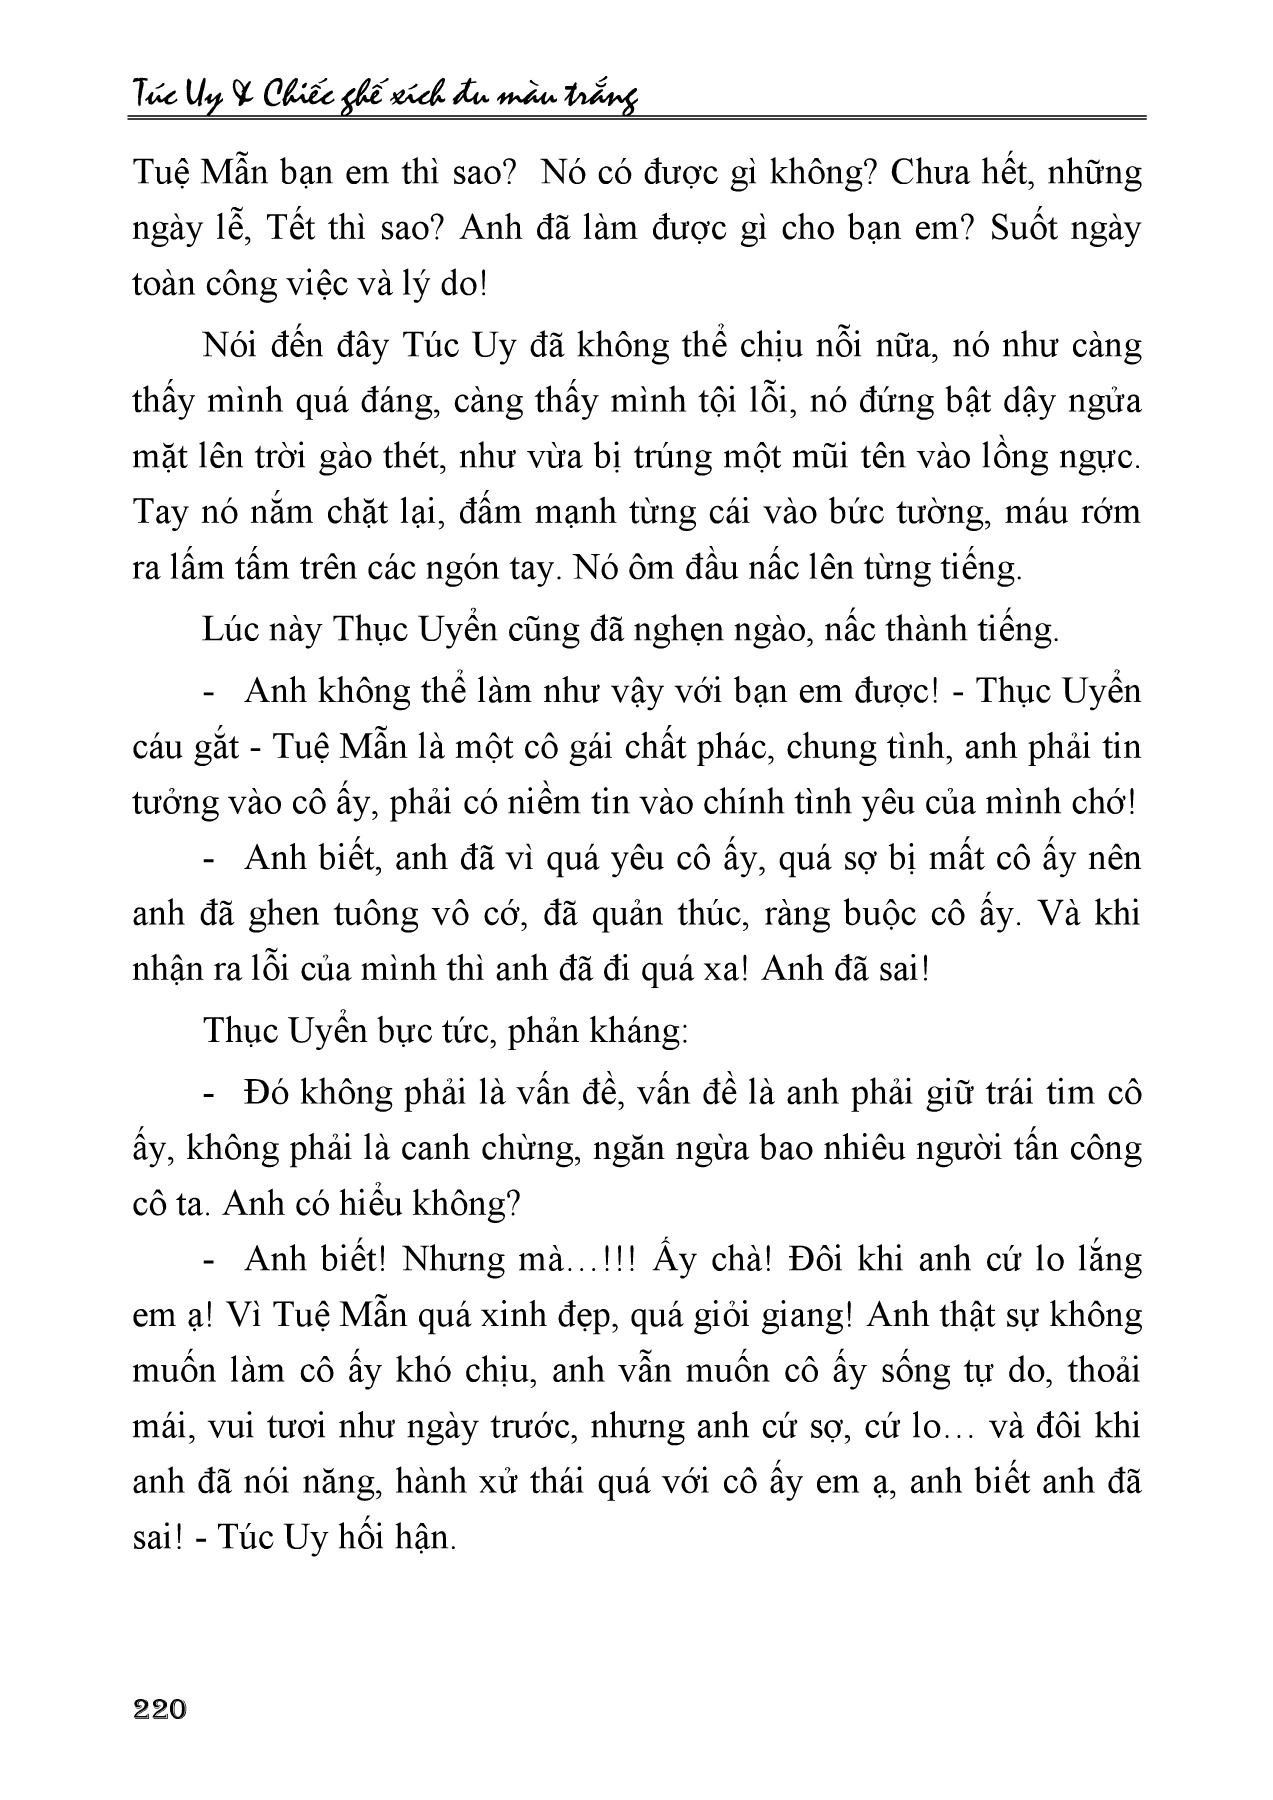 Túc Uy & Chiếc ghế xích đu màu trắng
Tuệ Mẫn bạn em thì sao?  Nó có được gì không? Chưa hết, những
ngày lễ, Tết thì sao? Anh đã làm được gì cho bạn em? Suốt ngày
toàn công việc và lý do!
Nói đến đây Túc Uy đã không thể chịu nỗi nữa, nó như càng
thấy mình quá đáng, càng thấy mình tội lỗi, nó đứng bật dậy ngửa
mặt lên trời gào thét, như vừa bị trúng một mũi tên vào lồng ngực.
Tay nó nắm chặt lại, đấm mạnh từng cái vào bức tường, máu rớm
ra lấm tấm trên các ngón tay. Nó ôm đầu nấc lên từng tiếng.
Lúc này Thục Uyển cũng đã nghẹn ngào, nấc thành tiếng.
- Anh không thể làm như vậy với bạn em được! - Thục Uyển
cáu gắt - Tuệ Mẫn là một cô gái chất phác, chung tình, anh phải tin
tưởng vào cô ấy, phải có niềm tin vào chính tình yêu của mình chớ!
- Anh biết, anh đã vì quá yêu cô ấy, quá sợ bị mất cô ấy nên
anh đã ghen tuông vô cớ, đã quản thúc, ràng buộc cô ấy. Và khi
nhận ra lỗi của mình thì anh đã đi quá xa! Anh đã sai!
Thục Uyển bực tức, phản kháng:
- Đó không phải là vấn đề, vấn đề là anh phải giữ trái tim cô
ấy, không phải là canh chừng, ngăn ngừa bao nhiêu người tấn công
cô ta. Anh có hiểu không?
- Anh biết! Nhưng mà…!!! Ấy chà! Đôi khi anh cứ lo lắng
em ạ! Vì Tuệ Mẫn quá xinh đẹp, quá giỏi giang! Anh thật sự không
muốn làm cô ấy khó chịu, anh vẫn muốn cô ấy sống tự do, thoải
mái, vui tươi như ngày trước, nhưng anh cứ sợ, cứ lo… và đôi khi
anh đã nói năng, hành xử thái quá với cô ấy em ạ, anh biết anh đã
sai! - Túc Uy hối hận.
220